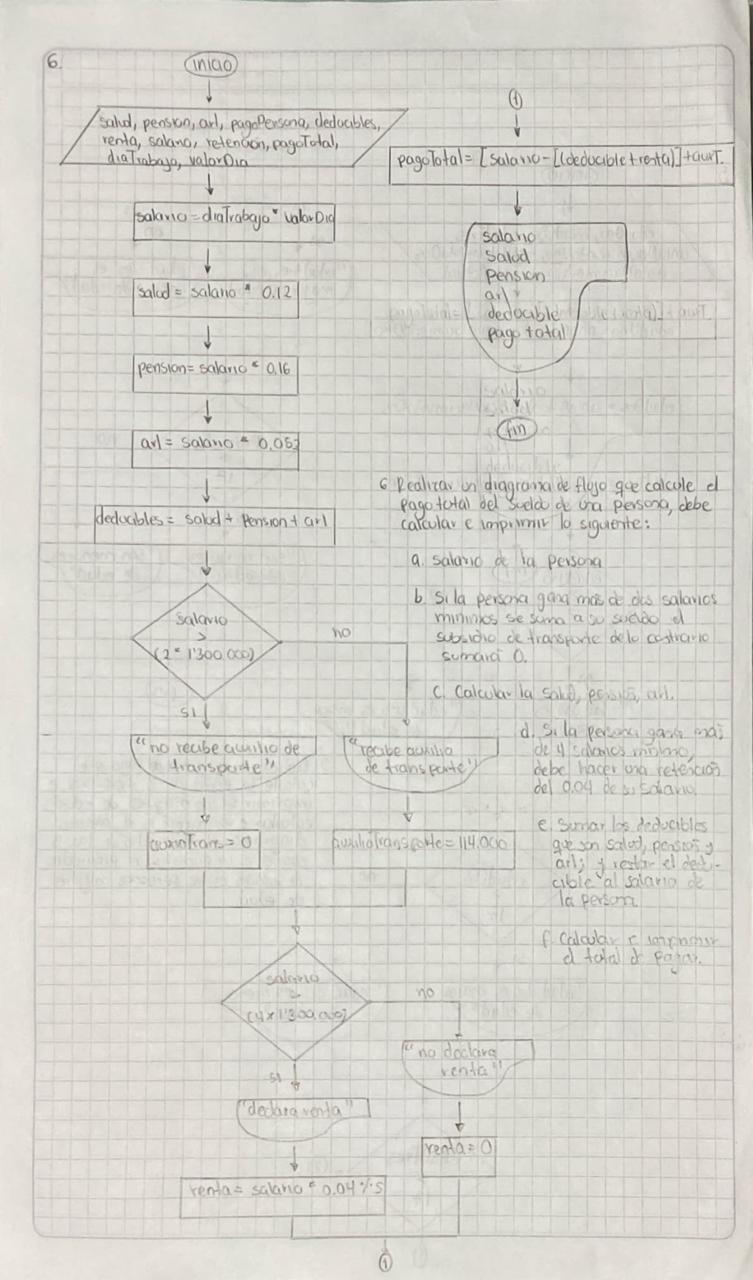 6.
inicio
salud, pension, arl, pagoPersona, deducibles,
renta, salario, retencion, pagoTotal,
diaTrabajo, valorDia
salario = diaTrabajo * valorDia
salud = salario * 0.12
pension = salario * 0.16
arl = salario * 0.052
deducibles = salud + pension + arl
salario
>
(2 * 1'300.000)
no
SI
"no recibe auxilio de
transporte"
"recibe auxilio
de transporte"
auxilioTrans = 0
auxilioTransporte = 114.000
salario
>
(4 * 1'300.000)
no
SI
"no declara
renta"
"declara renta"
renta = 0
renta = salario * 0.04%
1
1
pagoTotal = [salario - [(deducible + renta)] + auxT.
salario
salud
pension
arl
deducible
pago total
fin
6 Realizar un diagrama de flujo que calcule el
pago total del sueldo de una persona, debe
calcular e imprimir lo siguiente:
a. salario de la persona
b. Si la persona gana más de dos salarios
minimos se suma a su sueldo el
subsidio de transporte de lo contrario
sumará 0.
c. Calcular la salud, pensión, arl.
d. Si la persona gana más
de 4 salarios minimo,
debe hacer una retención
del 0.04 de su salario.
e. Sumar los deducibles
que son salud, pensión y
arl; y restar el dedu-
cible al salario de
la person
f. Calcular e imprimir
el total de pagar.